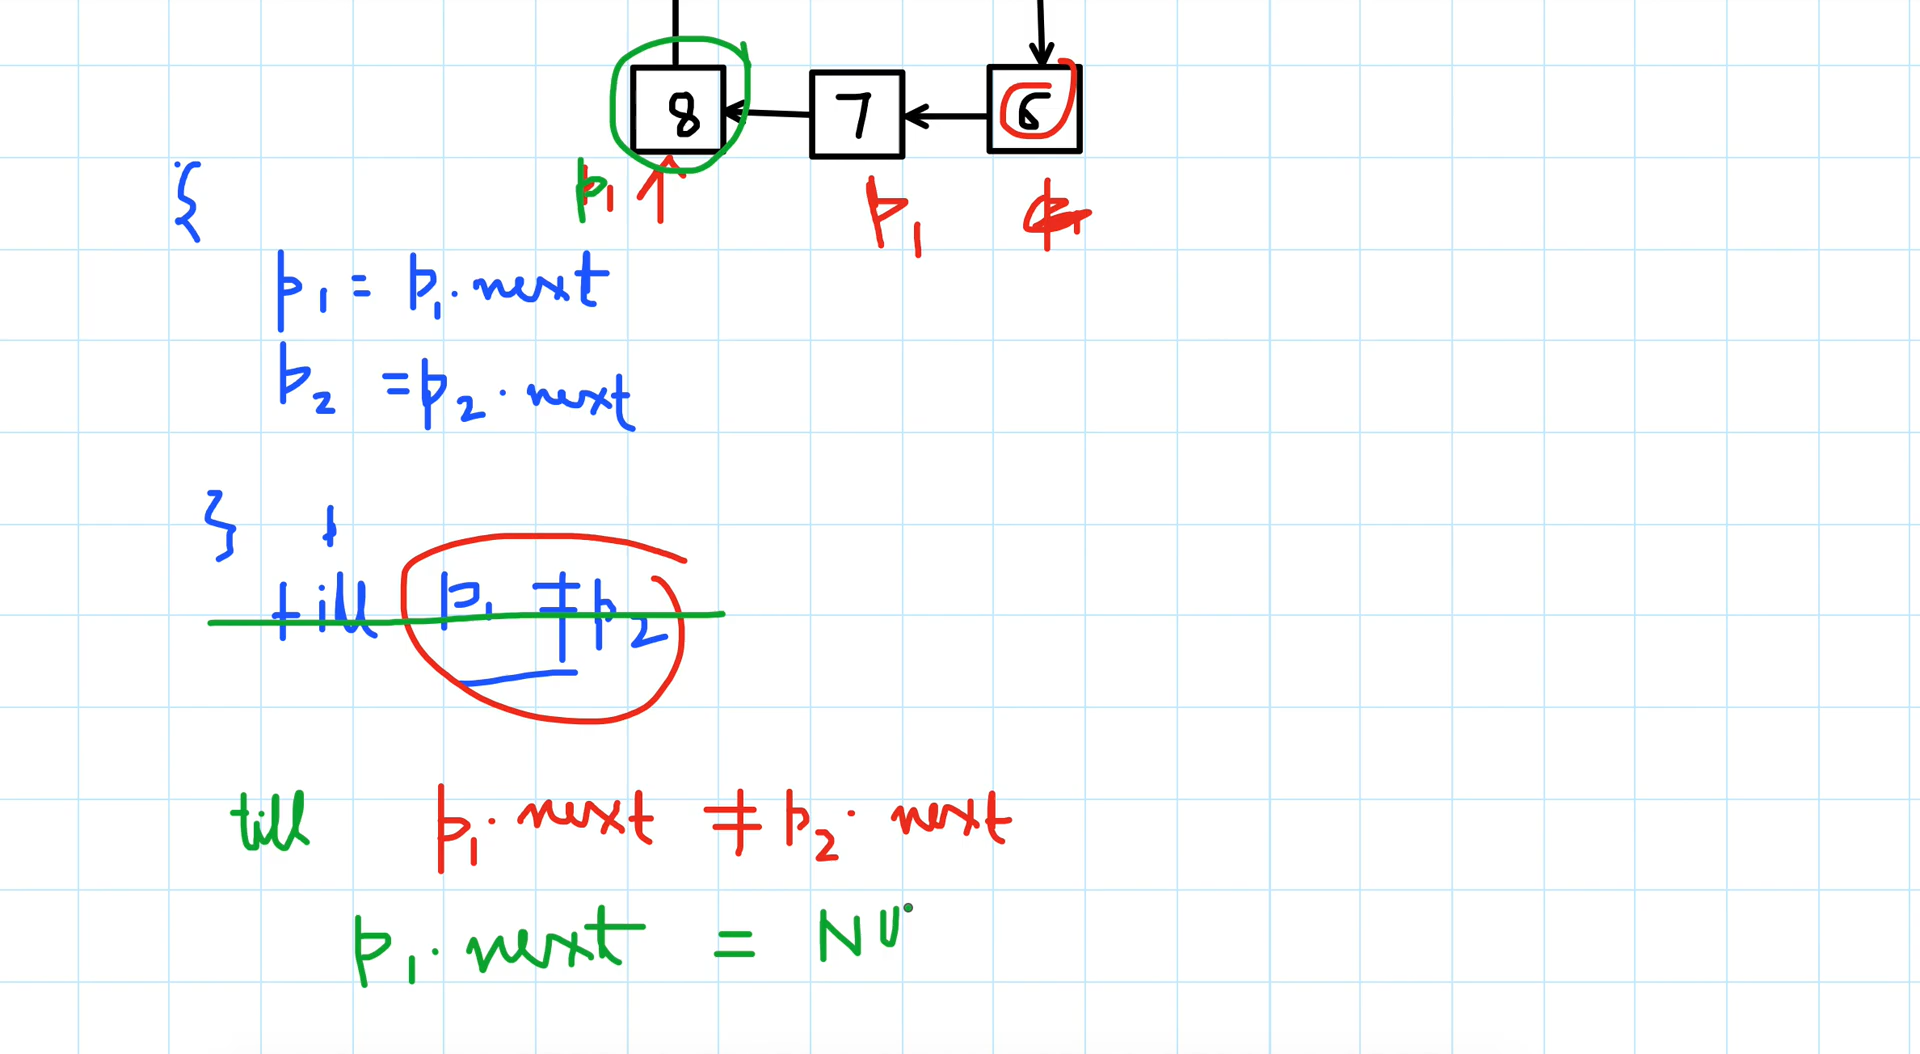 8 7 6
p1 p1
{
p1 = p1.next
p2 = p2.next
}
till p1 ≠ p2
till p1.next ≠ p2.next
p1.next = NU